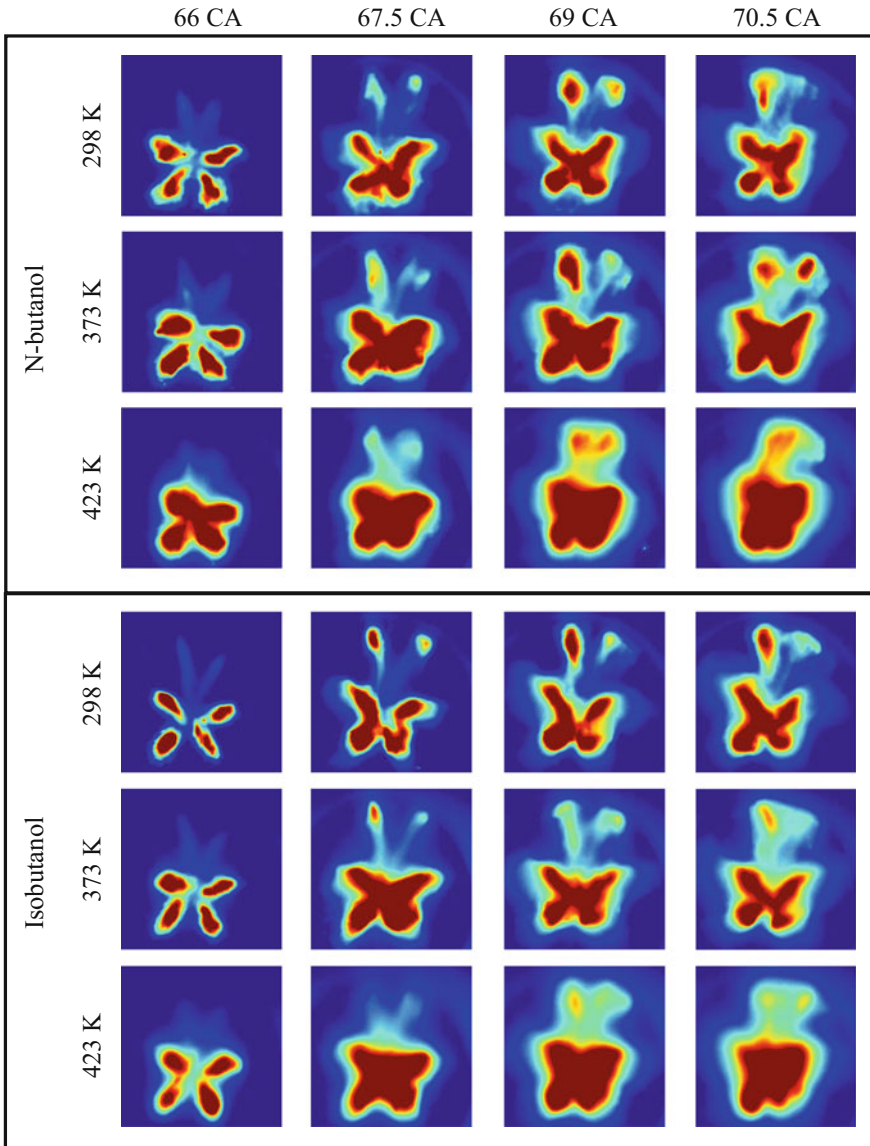 66 CA 67.5 CA 69 CA 70.5 CA
N-butanol
298 K
373 K
423 K
Isobutanol
298 K
373 K
423 K